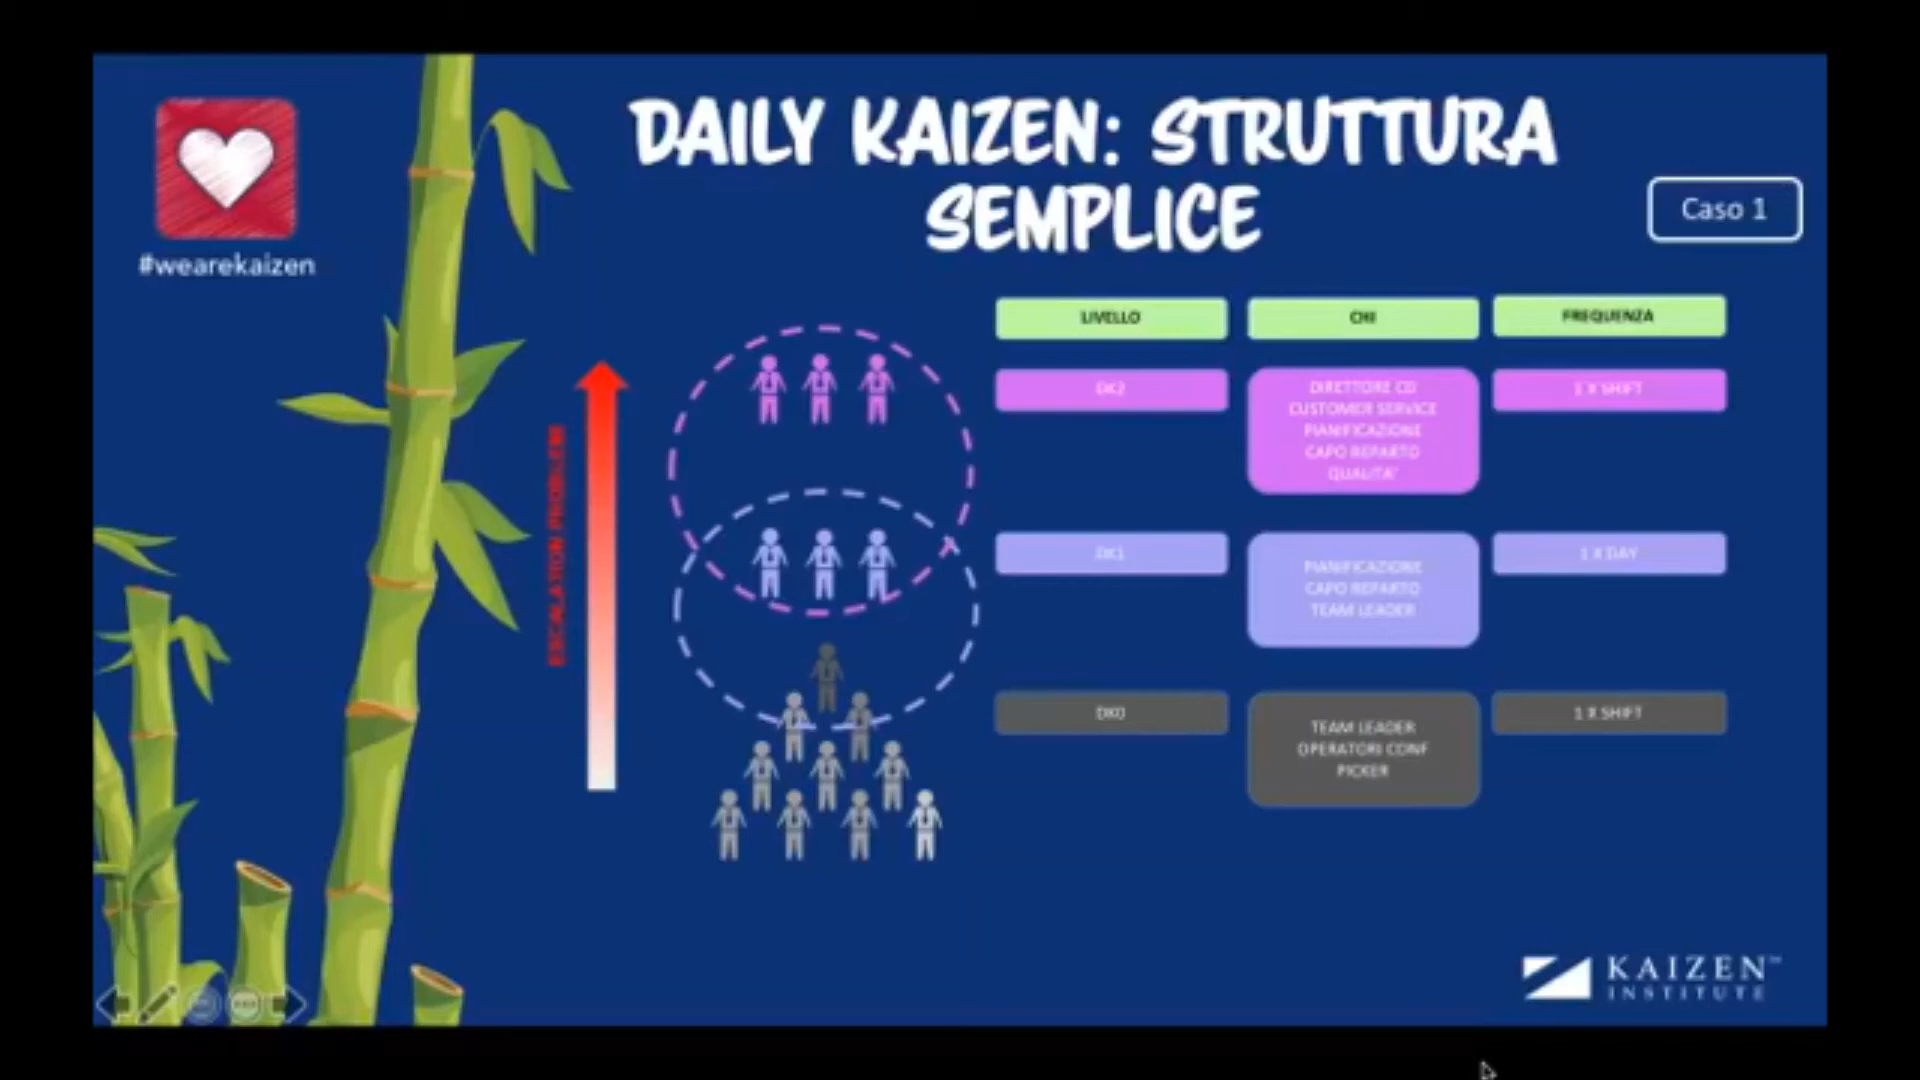 DAILY KAIZEN: STRUTTURA
SEMPLICE
Caso 1
#wearekaizen
LIVELLO
CHI
FREQUENZA
ESCALATION PROBLEMI
DK2
DIRETTORE CD
CUSTOMER SERVICE
PIANIFICAZIONE
CAPO REPARTO
QUALITA'
1 X SHIFT
DK1
PIANIFICAZIONE
CAPO REPARTO
TEAM LEADER
1 X DAY
DK0
TEAM LEADER
OPERATORI CONF
PICKER
1 X SHIFT
KAIZEN™
INSTITUTE